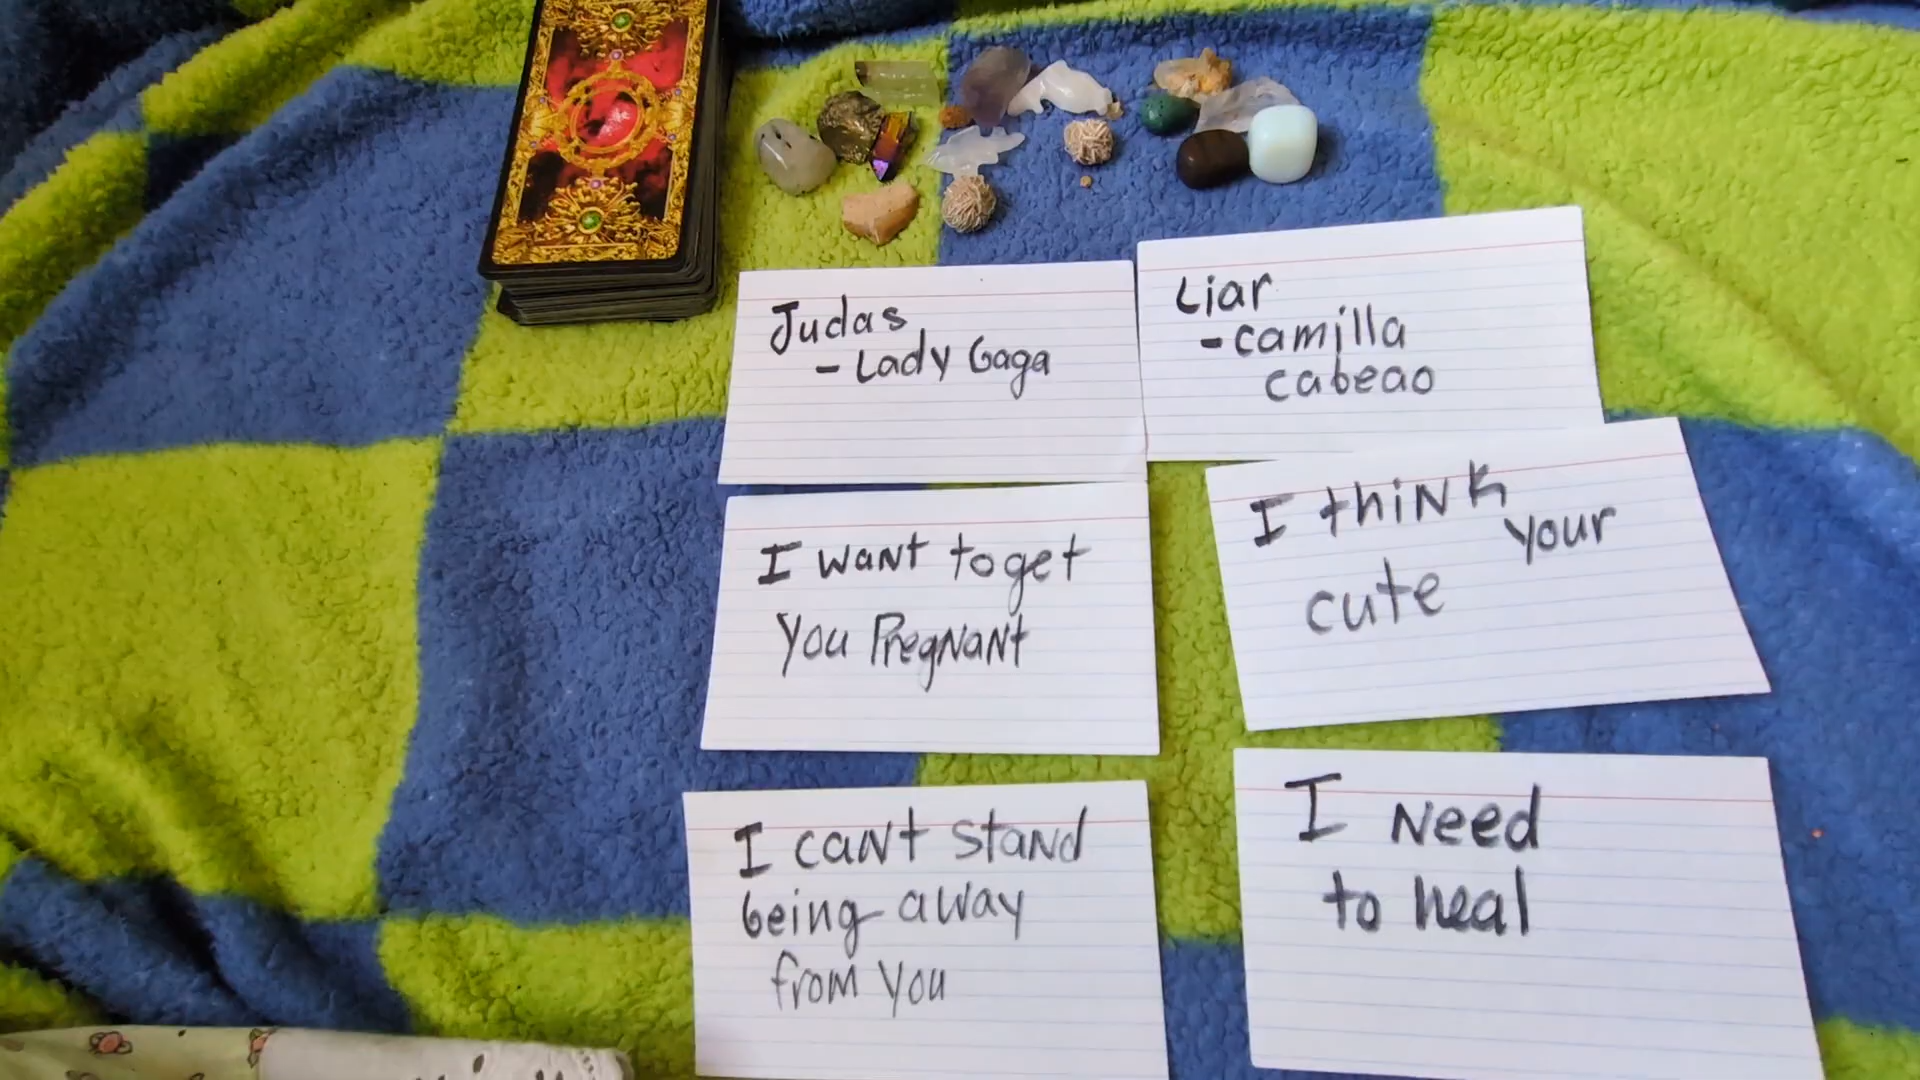 Judas
- Lady Gaga
Liar
- camilla
cabeao
I want to get
you Pregnant
I think your
cute
I can't stand
being away
from you
I Need
to heal